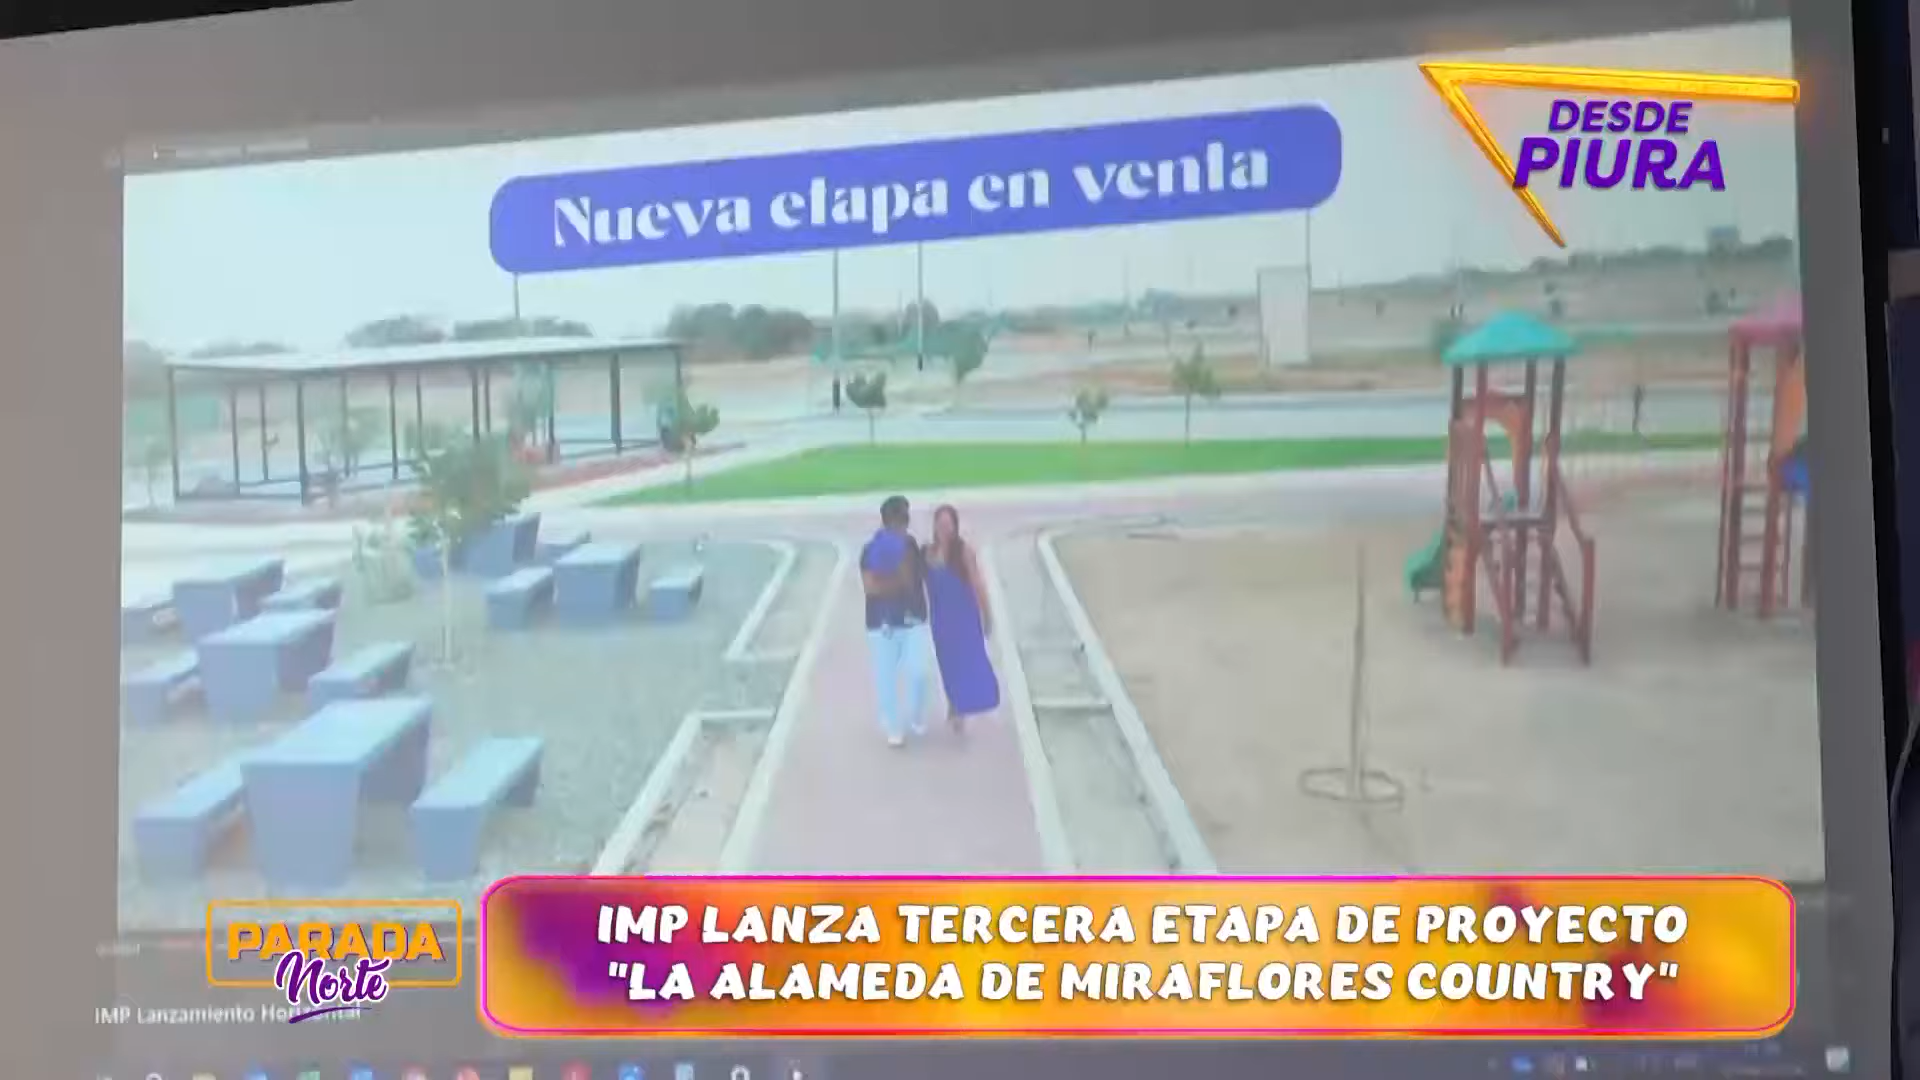 DESDE
PIURA
Nueva etapa en venta
PARADA
Norte
IMP LANZA TERCERA ETAPA DE PROYECTO
"LA ALAMEDA DE MIRAFLORES COUNTRY"
IMP Lanzamiento Horizontal